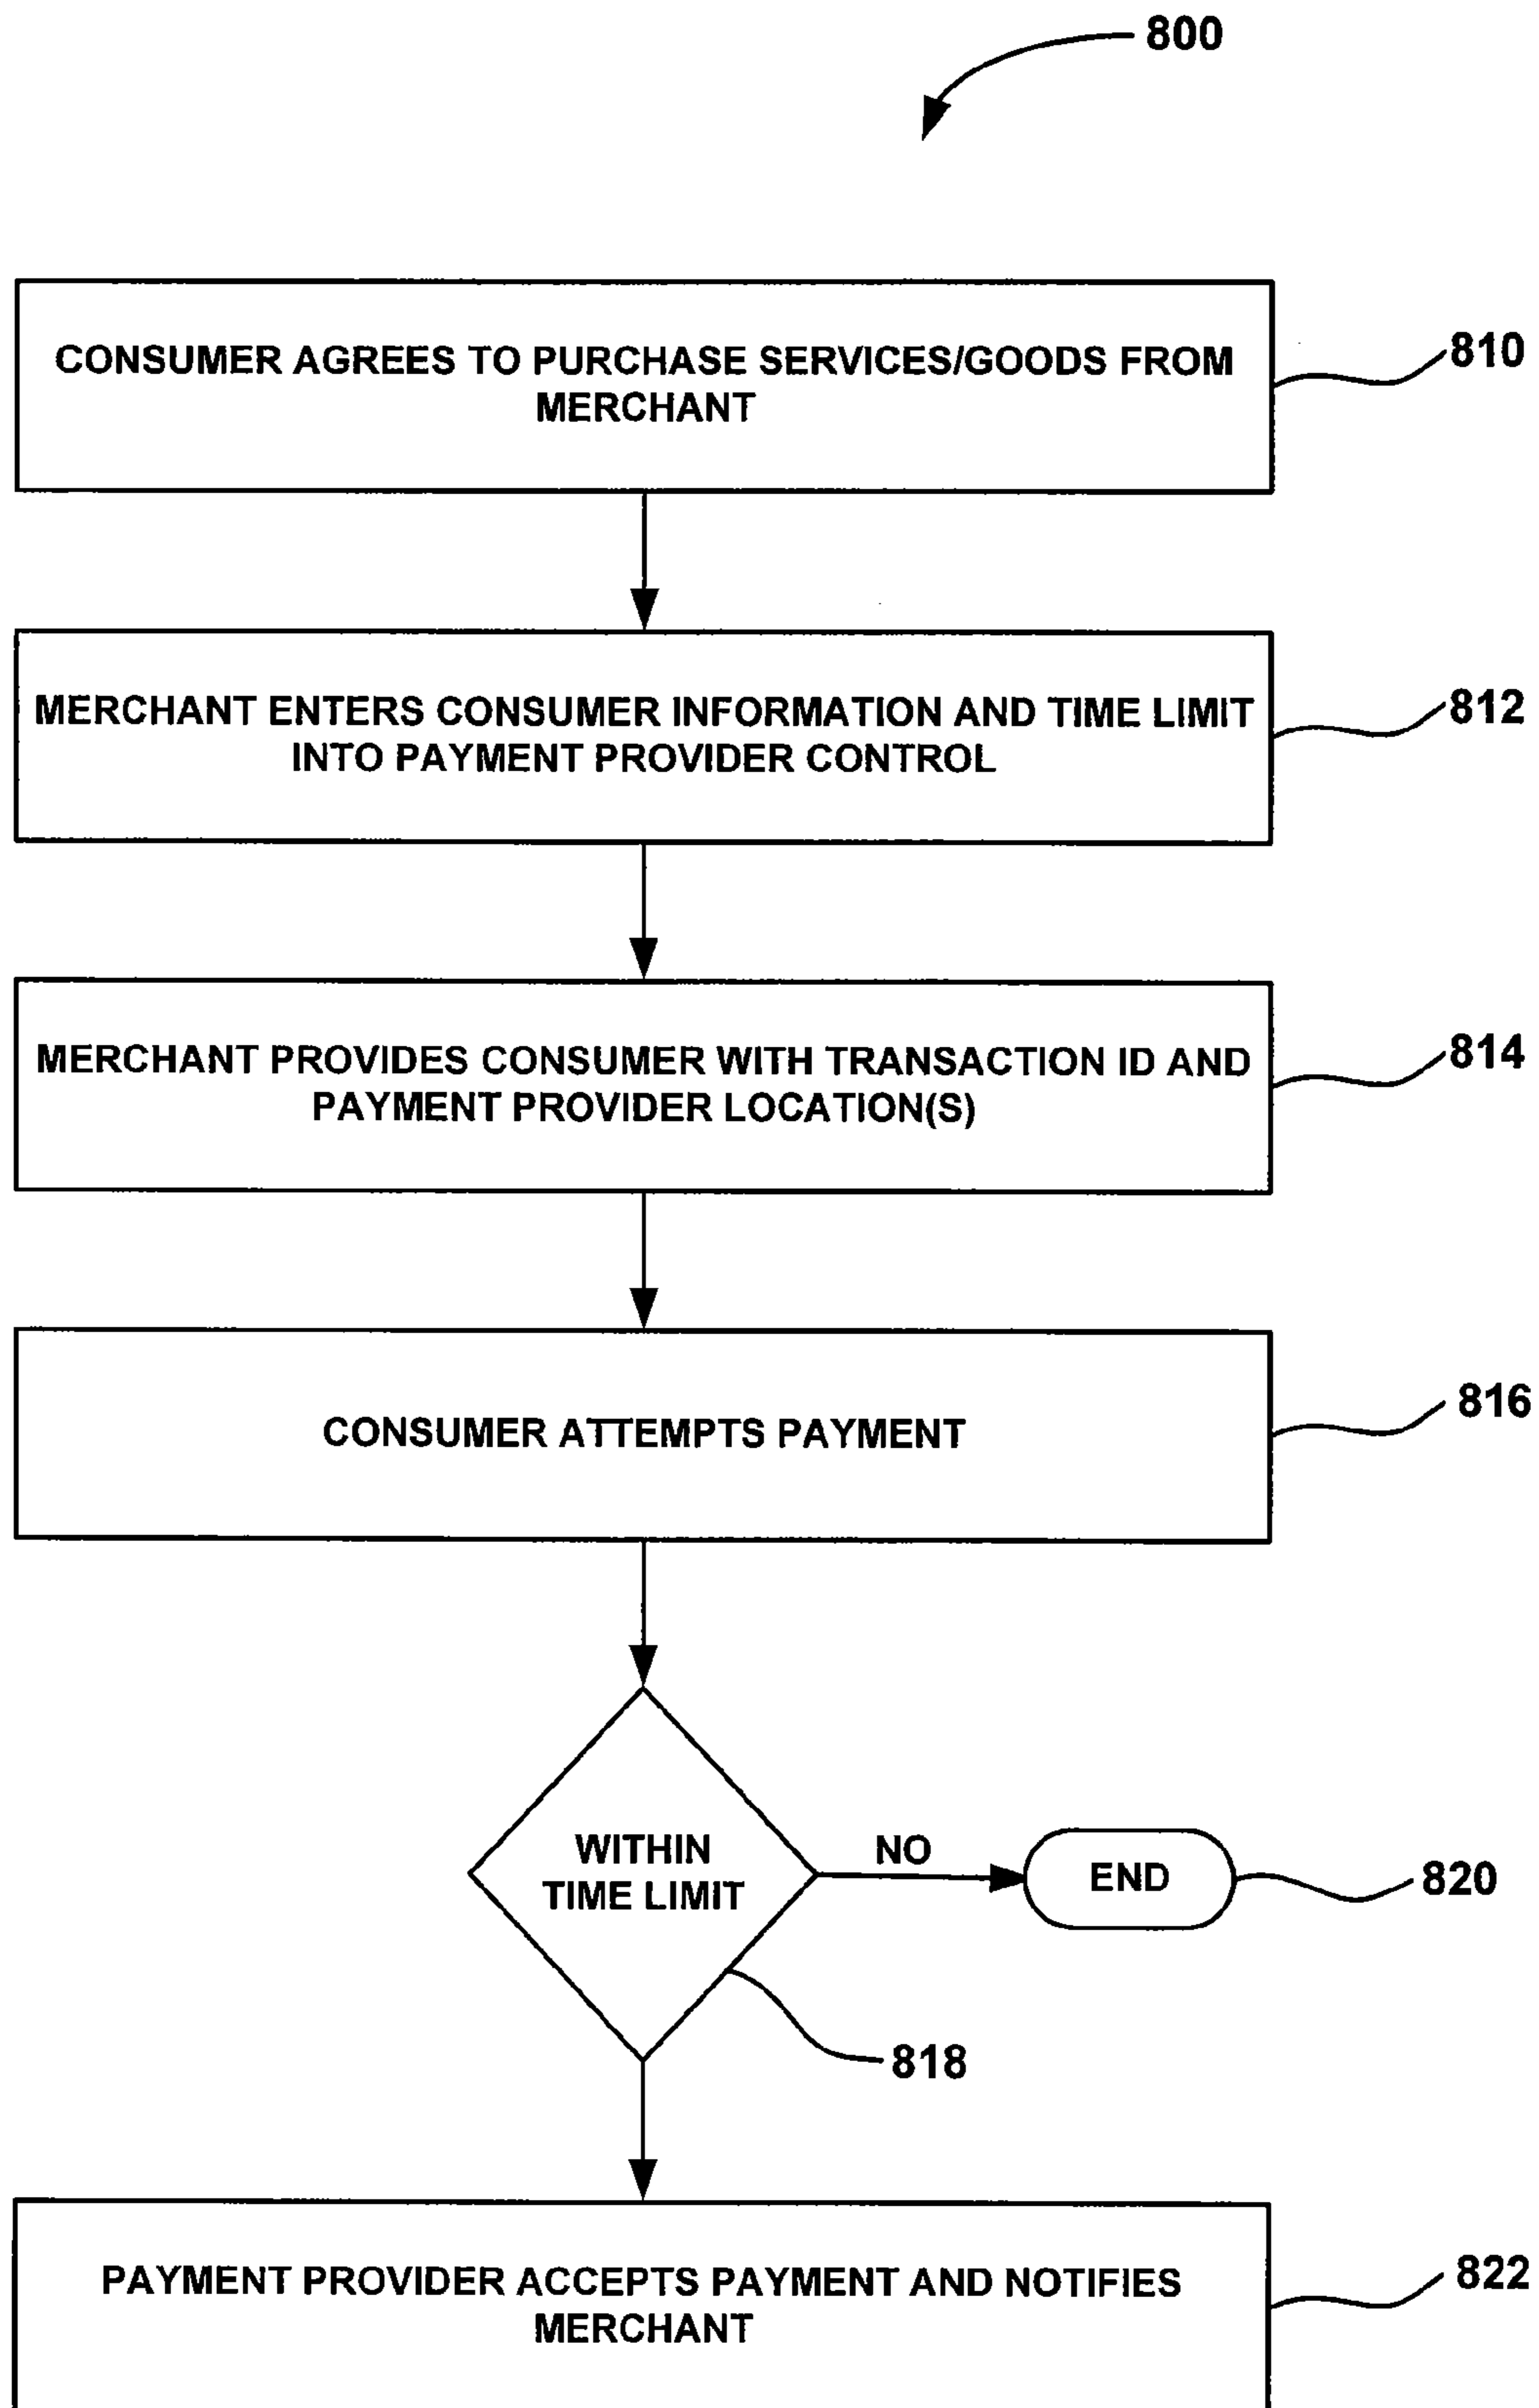 800
CONSUMER AGREES TO PURCHASE SERVICES/GOODS FROM
MERCHANT
810
MERCHANT ENTERS CONSUMER INFORMATION AND TIME LIMIT
INTO PAYMENT PROVIDER CONTROL
812
MERCHANT PROVIDES CONSUMER WITH TRANSACTION ID AND
PAYMENT PROVIDER LOCATION(S)
814
CONSUMER ATTEMPTS PAYMENT
816
WITHIN
TIME LIMIT
NO
END
820
818
PAYMENT PROVIDER ACCEPTS PAYMENT AND NOTIFIES
MERCHANT
822